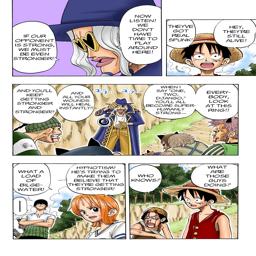 HEY,
THEY'RE
STILL
ALIVE!
THEY'VE
GOT
REAL
SPUNK!
NOW
LISTEN!
WE
DON'T
HAVE
TIME TO
PLAY
AROUND
HERE!
IF OUR
OPPONENT
IS STRONG,
WE MUST
BE EVEN
STRONGER!
EVERY-
BODY,
LOOK
AT THIS
RING!!
WHEN I
SAY "ONE,
TWO,
DJANGO,"
YOU'LL ALL
BECOME SUPER-
HUMANLY
STRONG...
AND
ALL YOUR
WOUNDS
WILL HEAL
INSTANTLY!!
AND YOU'LL
KEEP
GETTING
STRONGER
AND
STRONGER!
WHAT
ARE
THOSE
GUYS
DOING?
WHO
KNOWS?
HYPNOTISM!
HE'S TRYING
TO MAKE
THEM BELIEVE
THAT THEY'RE
GETTING
STRONGER!
WHAT A
LOAD
OF
BILGE-
WATER!